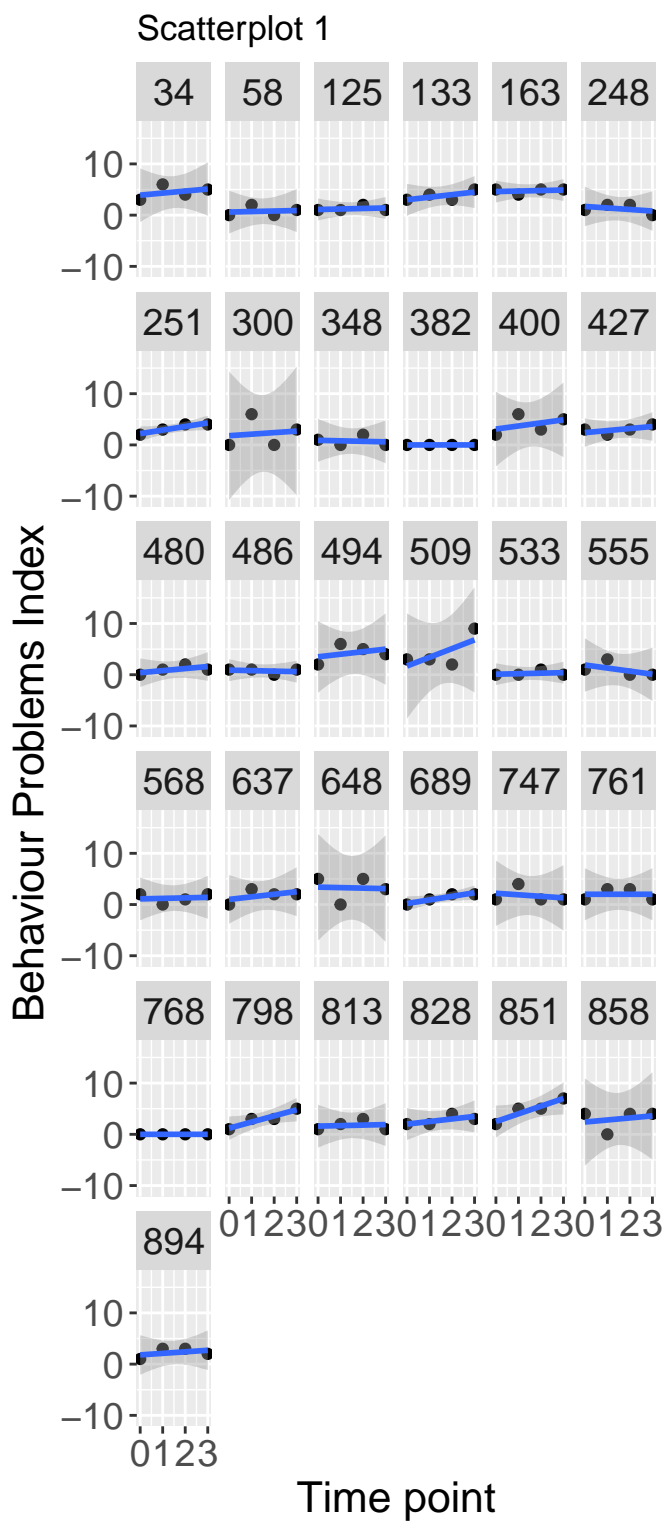 Scatterplot 1
34 58 125 133 163 248
10
0
−10
251 300 348 382 400 427
10
0
−10
Behaviour Problems Index
480 486 494 509 533 555
10
0
−10
568 637 648 689 747 761
10
0
−10
768 798 813 828 851 858
10
0
−10
0123 0123 0123 0123 0123
894
10
0
−10
0123
Time point